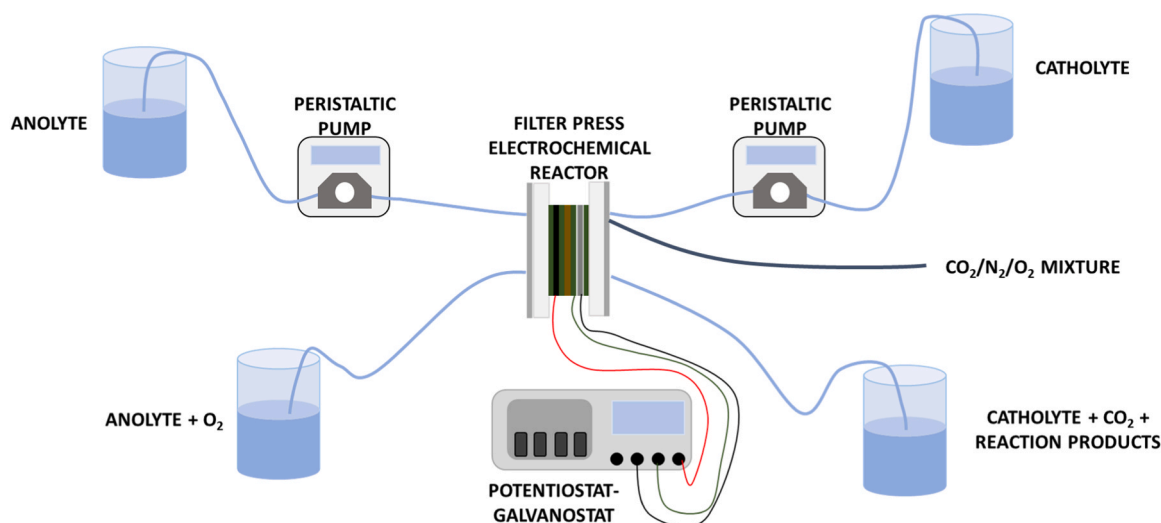 ANOLYTE
PERISTALTIC
PUMP
FILTER PRESS
ELECTROCHEMICAL
REACTOR
PERISTALTIC
PUMP
CATHOLYTE
CO₂/N₂/O₂ MIXTURE
ANOLYTE + O₂
POTENTIOSTAT-
GALVANOSTAT
CATHOLYTE + CO₂ +
REACTION PRODUCTS